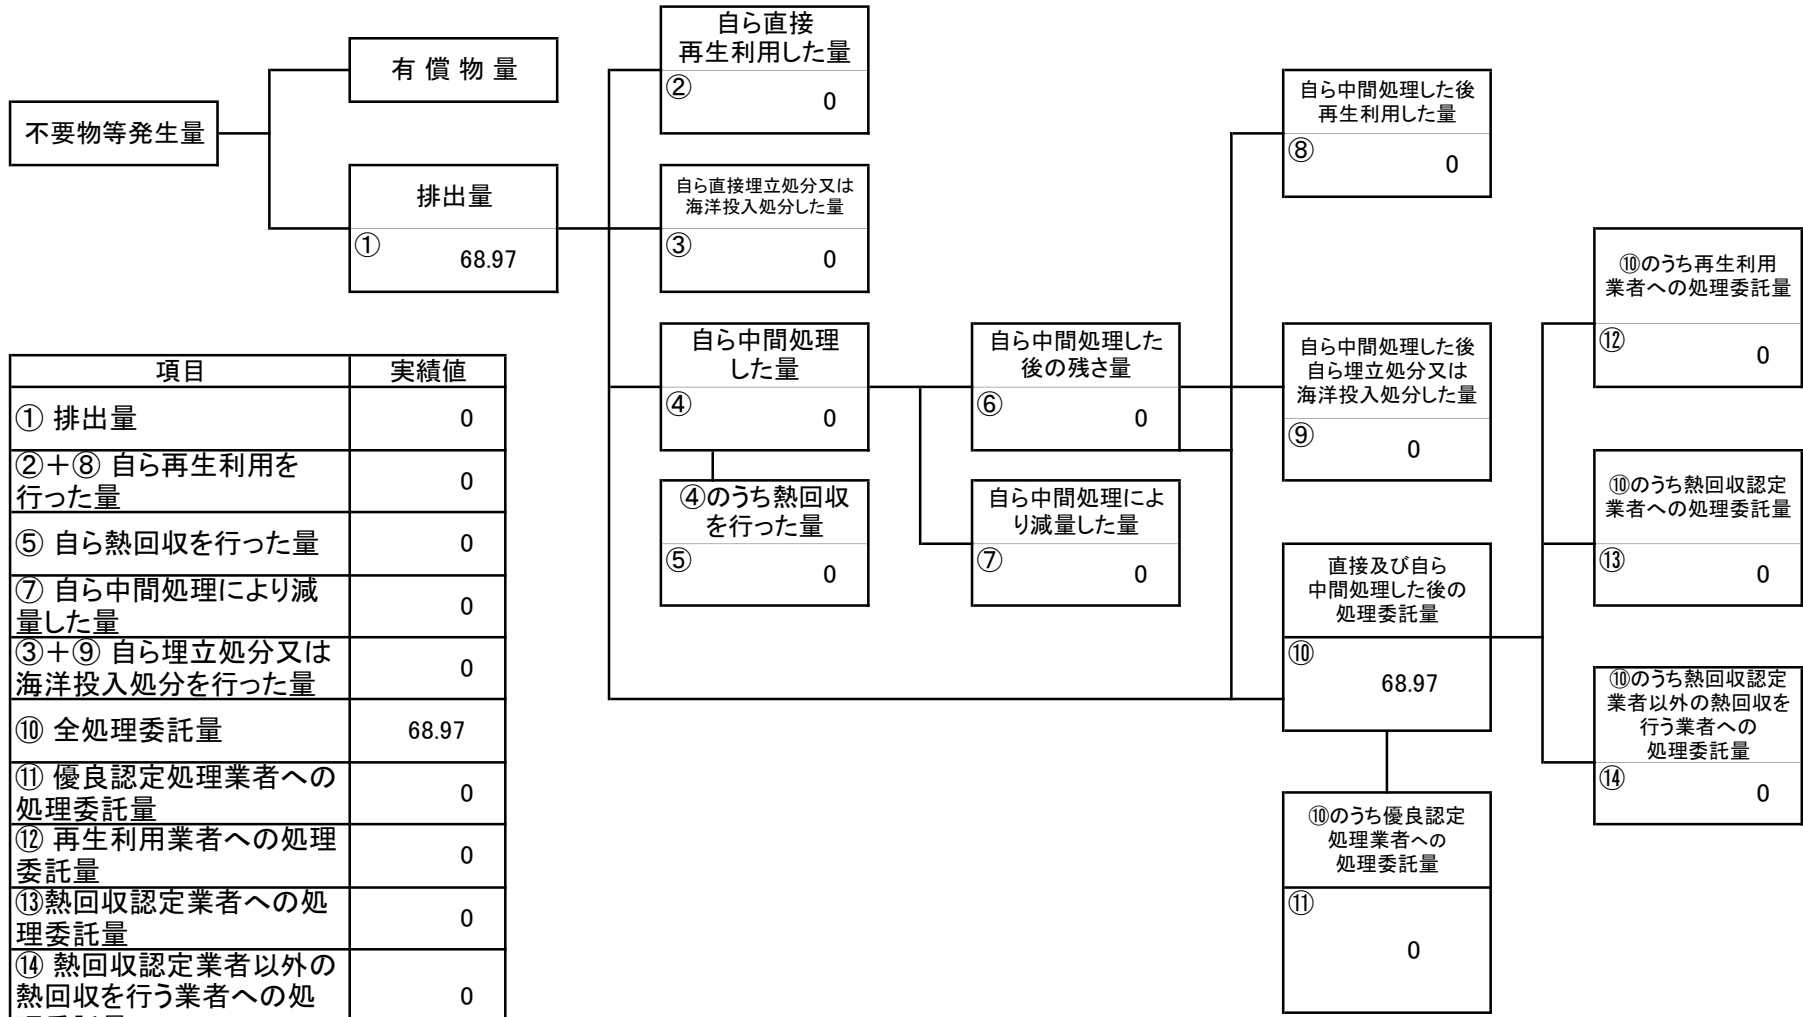 不要物等発生量
有 償 物 量
排出量
①
68.97
自ら直接
再生利用した量
②
0
自ら直接埋立処分又は
海洋投入処分した量
③
0
自ら中間処理
した量
④
0
④のうち熱回収
を行った量
⑤
0
自ら中間処理した
後の残さ量
⑥
0
自ら中間処理によ
り減量した量
⑦
0
自ら中間処理した後
再生利用した量
⑧
0
自ら中間処理した後
自ら埋立処分又は
海洋投入処分した量
⑨
0
直接及び自ら
中間処理した後の
処理委託量
⑩
68.97
⑩のうち優良認定
処理業者への
処理委託量
⑪
0
⑩のうち再生利用
業者への処理委託量
⑫
0
⑩のうち熱回収認定
業者への処理委託量
⑬
0
⑩のうち熱回収認定
業者以外の熱回収を
行う業者への
処理委託量
⑭
0
項目 実績値
① 排出量 0
②＋⑧ 自ら再生利用を
行った量 0
⑤ 自ら熱回収を行った量 0
⑦ 自ら中間処理により減
量した量 0
③＋⑨ 自ら埋立処分又は
海洋投入処分を行った量 0
⑩ 全処理委託量 68.97
⑪ 優良認定処理業者への
処理委託量 0
⑫ 再生利用業者への処理
委託量 0
⑬熱回収認定業者への処
理委託量 0
⑭ 熱回収認定業者以外の
熱回収を行う業者への処 0